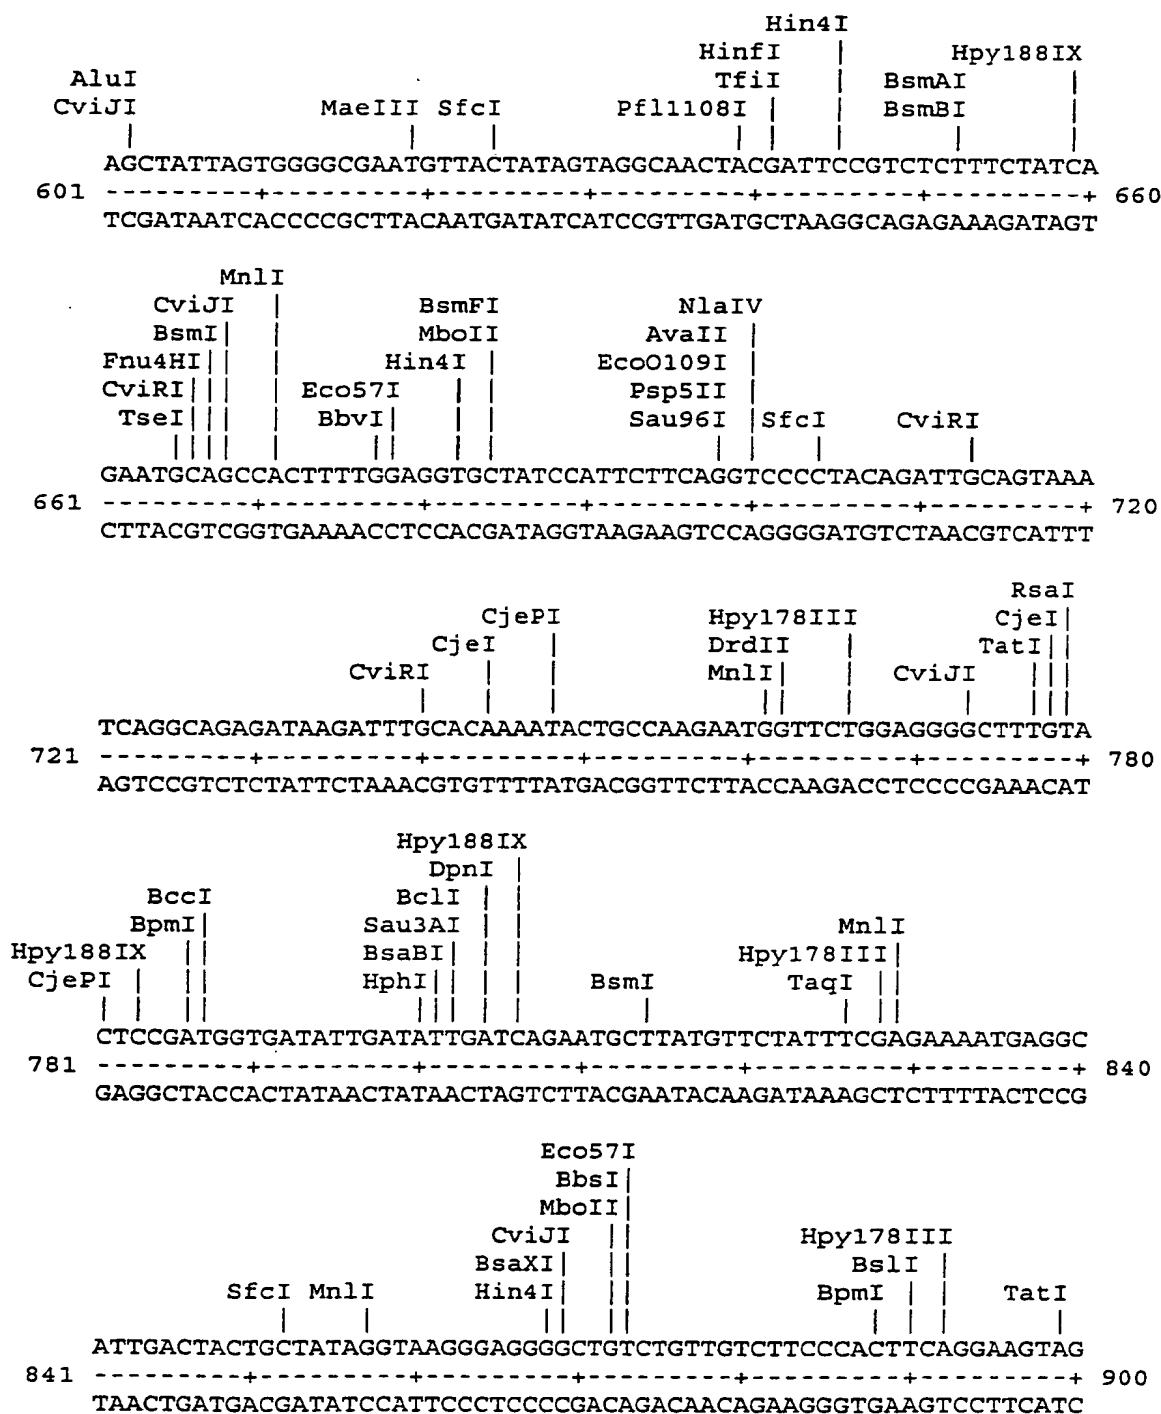 Hin4I
HinfI |
AluI TfiI | BsmAI Hpy188IX
CviJI MaeIII SfcI Pfl1108I | | BsmBI |
| | | | | | | |
AGCTATTAGTGGGGCGAATGTTACTATAGTAGGCAACTACGATTCCGTCTCTTTCTATCA
601 ---------+---------+---------+---------+---------+---------+ 660
TCGATAATCACCCCGCTTACAATGATATCATCCGTTGATGCTAAGGCAGAGAAAGATAGT
MnlI
CviJI | BsmFI NlaIV
BsmI| | MboII AvaII |
Fnu4HI|| | Hin4I | EcoO109I |
CviRI||| | Eco57I | | Psp5II |
TseI|||| | BbvI| | | Sau96I | SfcI CviRI
|||| | || | | | | | |
GAATGCAGCCACTTTTGGAGGTGCTATCCATTCTTCAGGTCCCCTACAGATTGCAGTAAA
661 ---------+---------+---------+---------+---------+---------+ 720
CTTACGTCGGTGAAAACCTCCACGATAGGTAAGAAGTCCAGGGGATGTCTAACGTCATTT
RsaI
CjePI Hpy178III CjeI|
CjeI | DrdII | TatI||
CviRI | | MnlI| | CviJI |||
| | | || | | |||
TCAGGCAGAGATAAGATTTGCACAAAATACTGCCAAGAATGGTTCTGGAGGGGCTTTGTA
721 ---------+---------+---------+---------+---------+---------+ 780
AGTCCGTCTCTATTCTAAACGTGTTTTATGACGGTTCTTACCAAGACCTCCCCGAAACAT
Hpy188IX
DpnI |
BccI BclI | |
BpmI| Sau3AI | | MnlI
Hpy188IX || BsaBI| | | Hpy178III|
CjePI | || HphI|| | | BsmI TaqI ||
| | || ||| | | | | ||
CTCCGATGGTGATATTGATATTGATCAGAATGCTTATGTTCTATTTCGAGAAAATGAGGC
781 ---------+---------+---------+---------+---------+---------+ 840
GAGGCTACCACTATAACTATAACTAGTCTTACGAATACAAGATAAAGCTCTTTTACTCCG
Eco57I
BbsI|
MboII||
CviJI || Hpy178III
BsaXI| || BslI |
SfcI MnlI Hin4I| || BpmI | | TatI
| | || || | | | |
ATTGACTACTGCTATAGGTAAGGGAGGGGCTGTCTGTTGTCTTCCCACTTCAGGAAGTAG
841 ---------+---------+---------+---------+---------+---------+ 900
TAACTGATGACGATATCCATTCCCTCCCCGACAGACAACAGAAGGGTGAAGTCCTTCATC